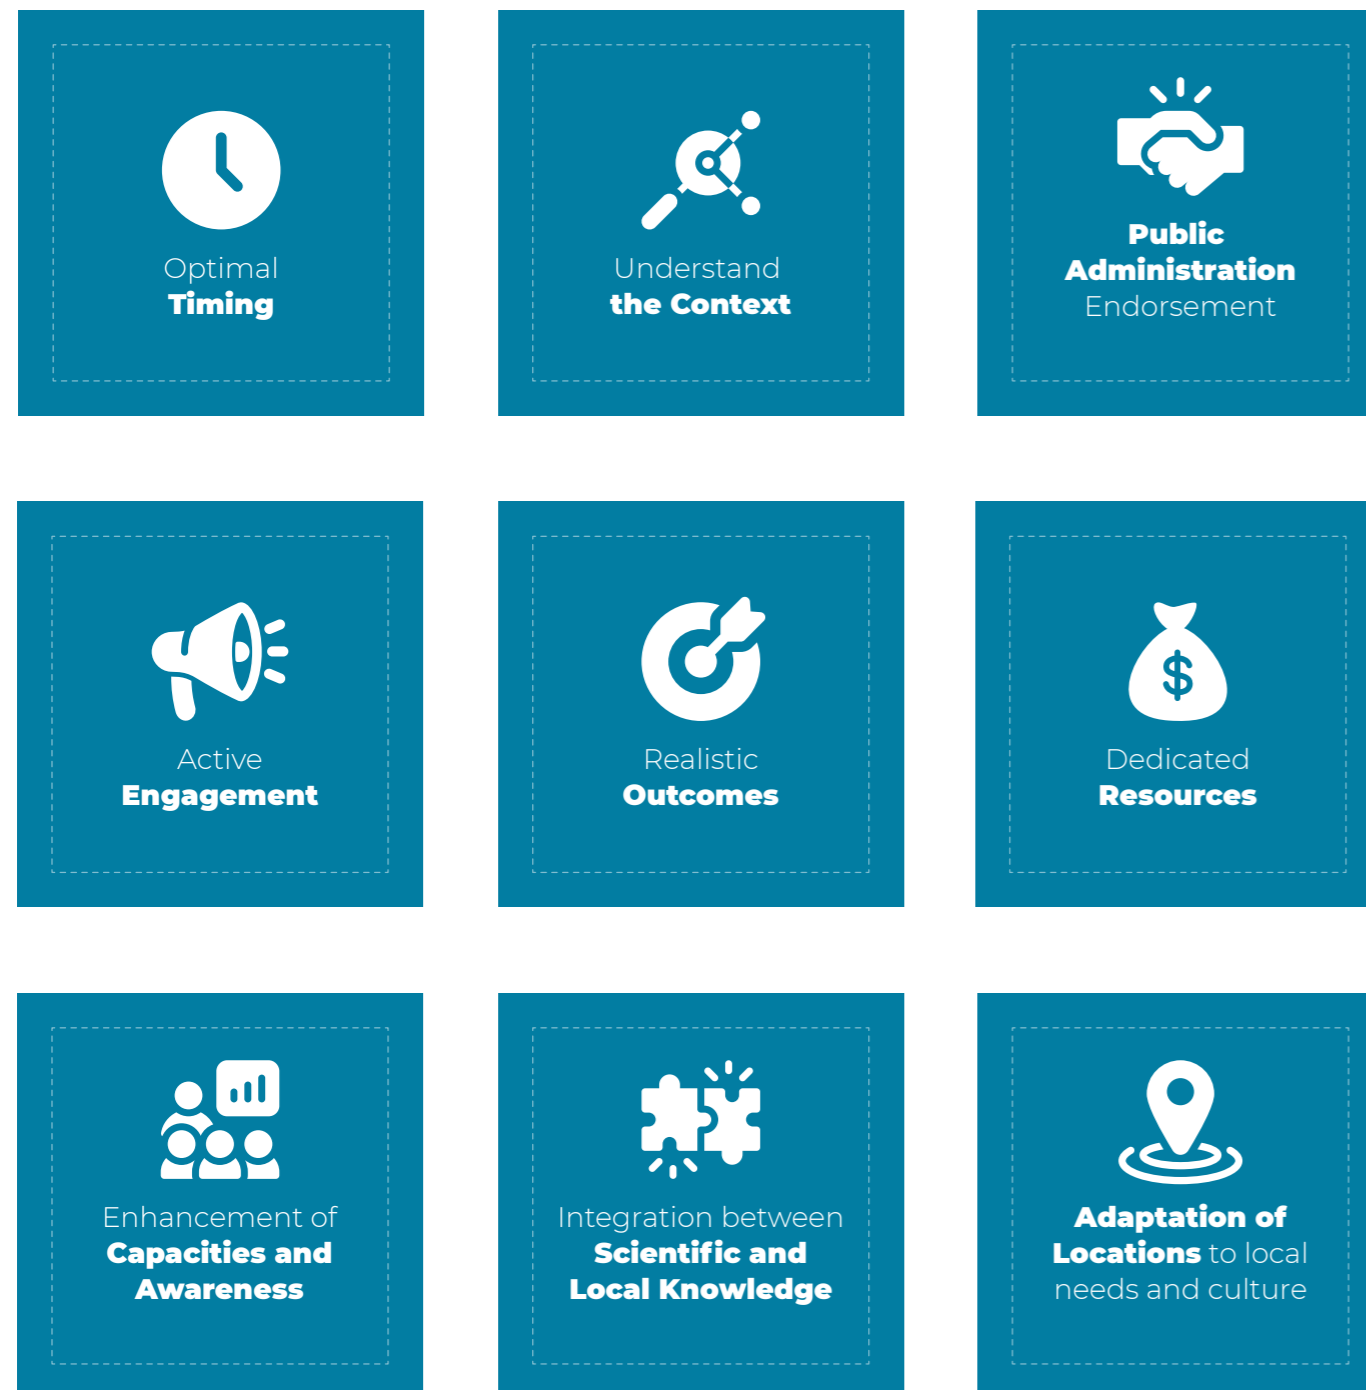 Optimal
Timing
Understand
the Context
Public
Administration
Endorsement
Active
Engagement
Realistic
Outcomes
$
Dedicated
Resources
Enhancement of
Capacities and
Awareness
Integration between
Scientific and
Local Knowledge
Adaptation of
Locations to local
needs and culture